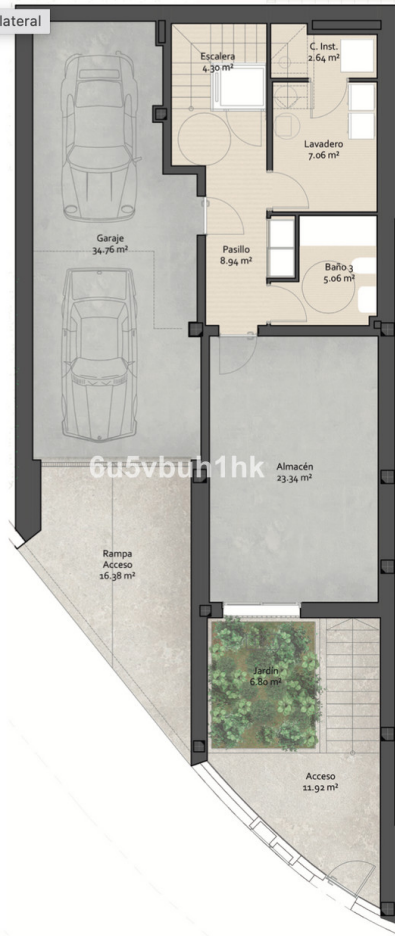 lateral
Escalera
4.30 m²
C. Inst.
2.64 m²
Lavadero
7.06 m²
Garaje
34.76 m²
Pasillo
8.94 m²
Baño 3
5.06 m²
6u5vbuh1hk
Almacén
23.34 m²
Rampa
Acceso
16.38 m²
Jardín
6.80 m²
Acceso
11.92 m²